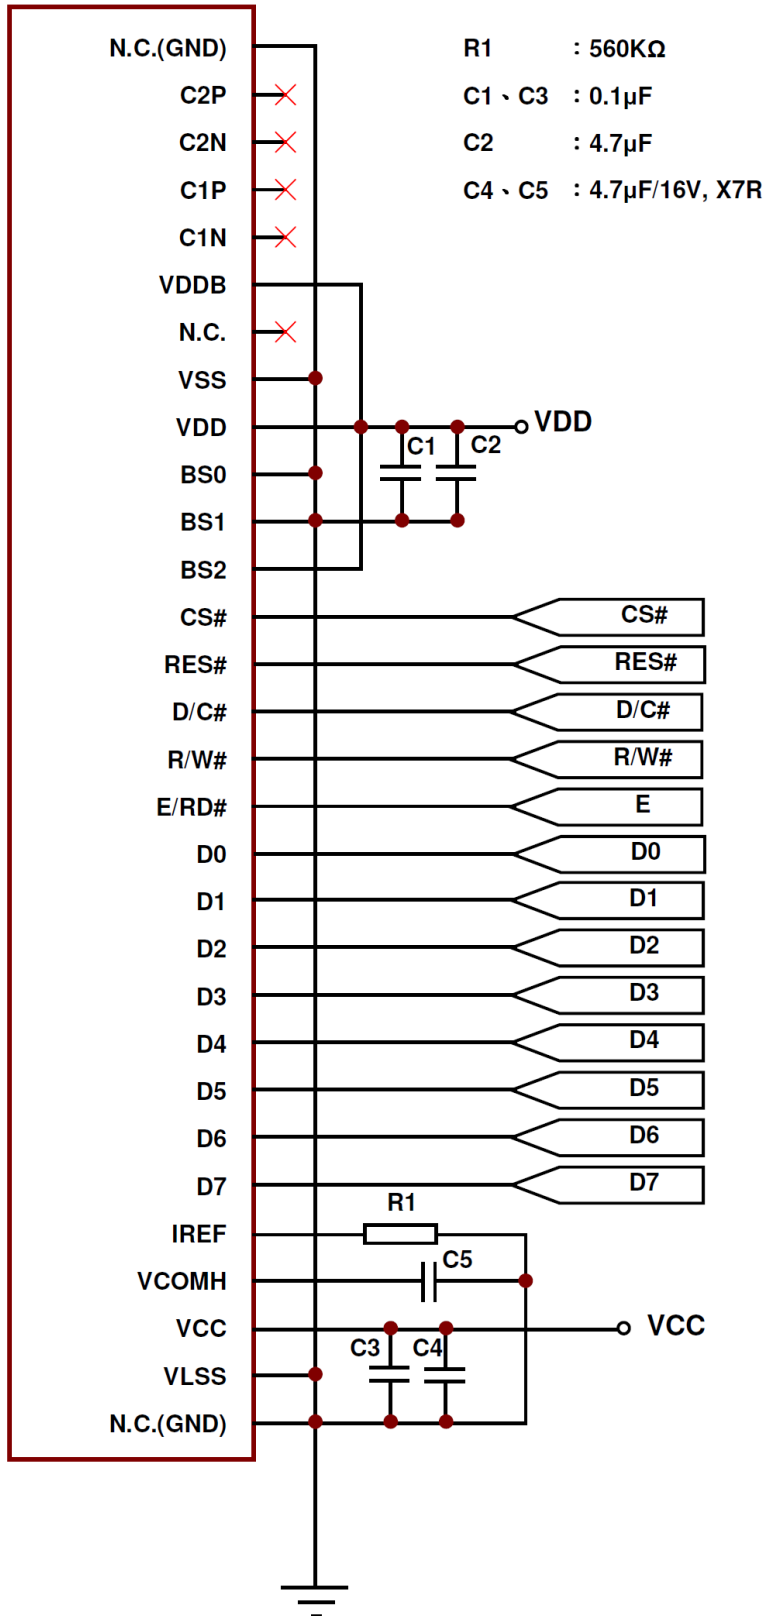 N.C.(GND)
R1 : 560KΩ
C2P
C1、C3 : 0.1µF
C2N
C2 : 4.7µF
C1P
C4、C5 : 4.7µF/16V, X7R
C1N
VDDB
N.C.
VSS
VDD
VDD
C1
C2
BS0
BS1
BS2
CS#
CS#
RES#
RES#
D/C#
D/C#
R/W#
R/W#
E/RD#
E
D0
D0
D1
D1
D2
D2
D3
D3
D4
D4
D5
D5
D6
D6
D7
D7
R1
IREF
C5
VCOMH
VCC
VCC
C3
C4
VLSS
N.C.(GND)